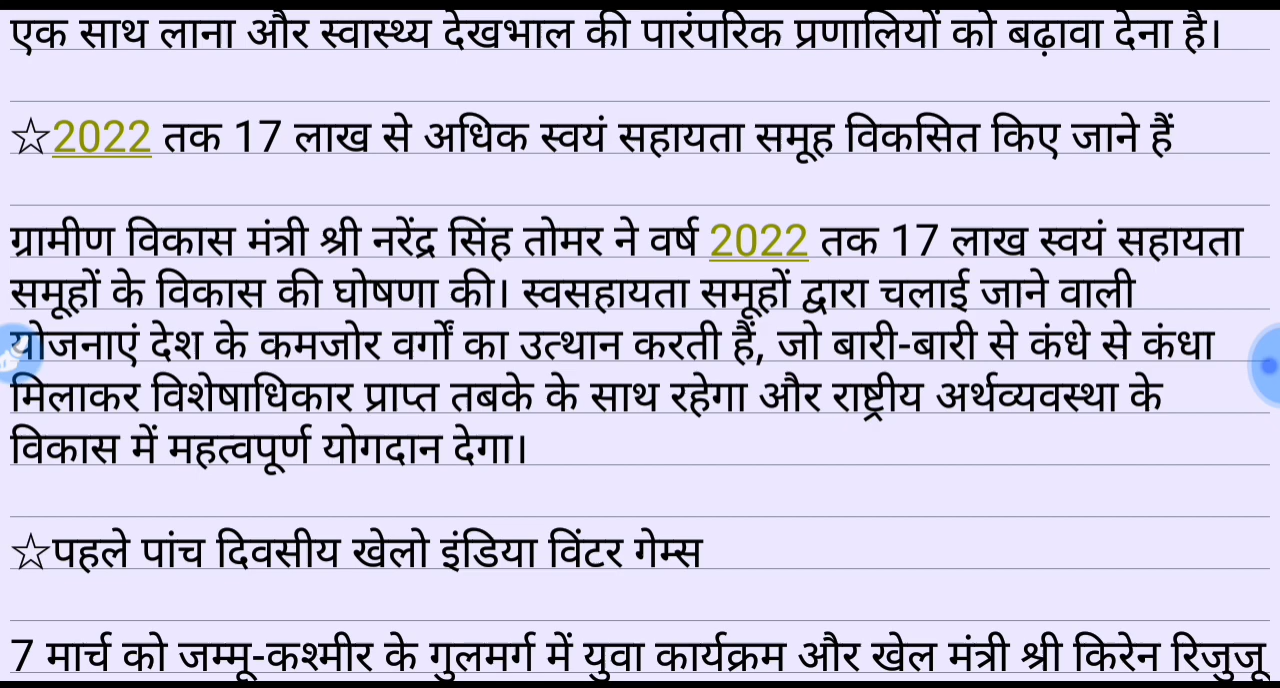 एक साथ लाना और स्वास्थ्य देखभाल की पारंपरिक प्रणालियों को बढ़ावा देना है।
☆2022 तक 17 लाख से अधिक स्वयं सहायता समूह विकसित किए जाने हैं
ग्रामीण विकास मंत्री श्री नरेंद्र सिंह तोमर ने वर्ष 2022 तक 17 लाख स्वयं सहायता
समूहों के विकास की घोषणा की। स्वसहायता समूहों द्वारा चलाई जाने वाली
योजनाएं देश के कमजोर वर्गों का उत्थान करती हैं, जो बारी-बारी से कंधे से कंधा
मिलाकर विशेषाधिकार प्राप्त तबके के साथ रहेगा और राष्ट्रीय अर्थव्यवस्था के
विकास में महत्वपूर्ण योगदान देगा।
☆पहले पांच दिवसीय खेलो इंडिया विंटर गेम्स
7 मार्च को जम्मू-कश्मीर के गुलमर्ग में युवा कार्यक्रम और खेल मंत्री श्री किरेन रिजुजू